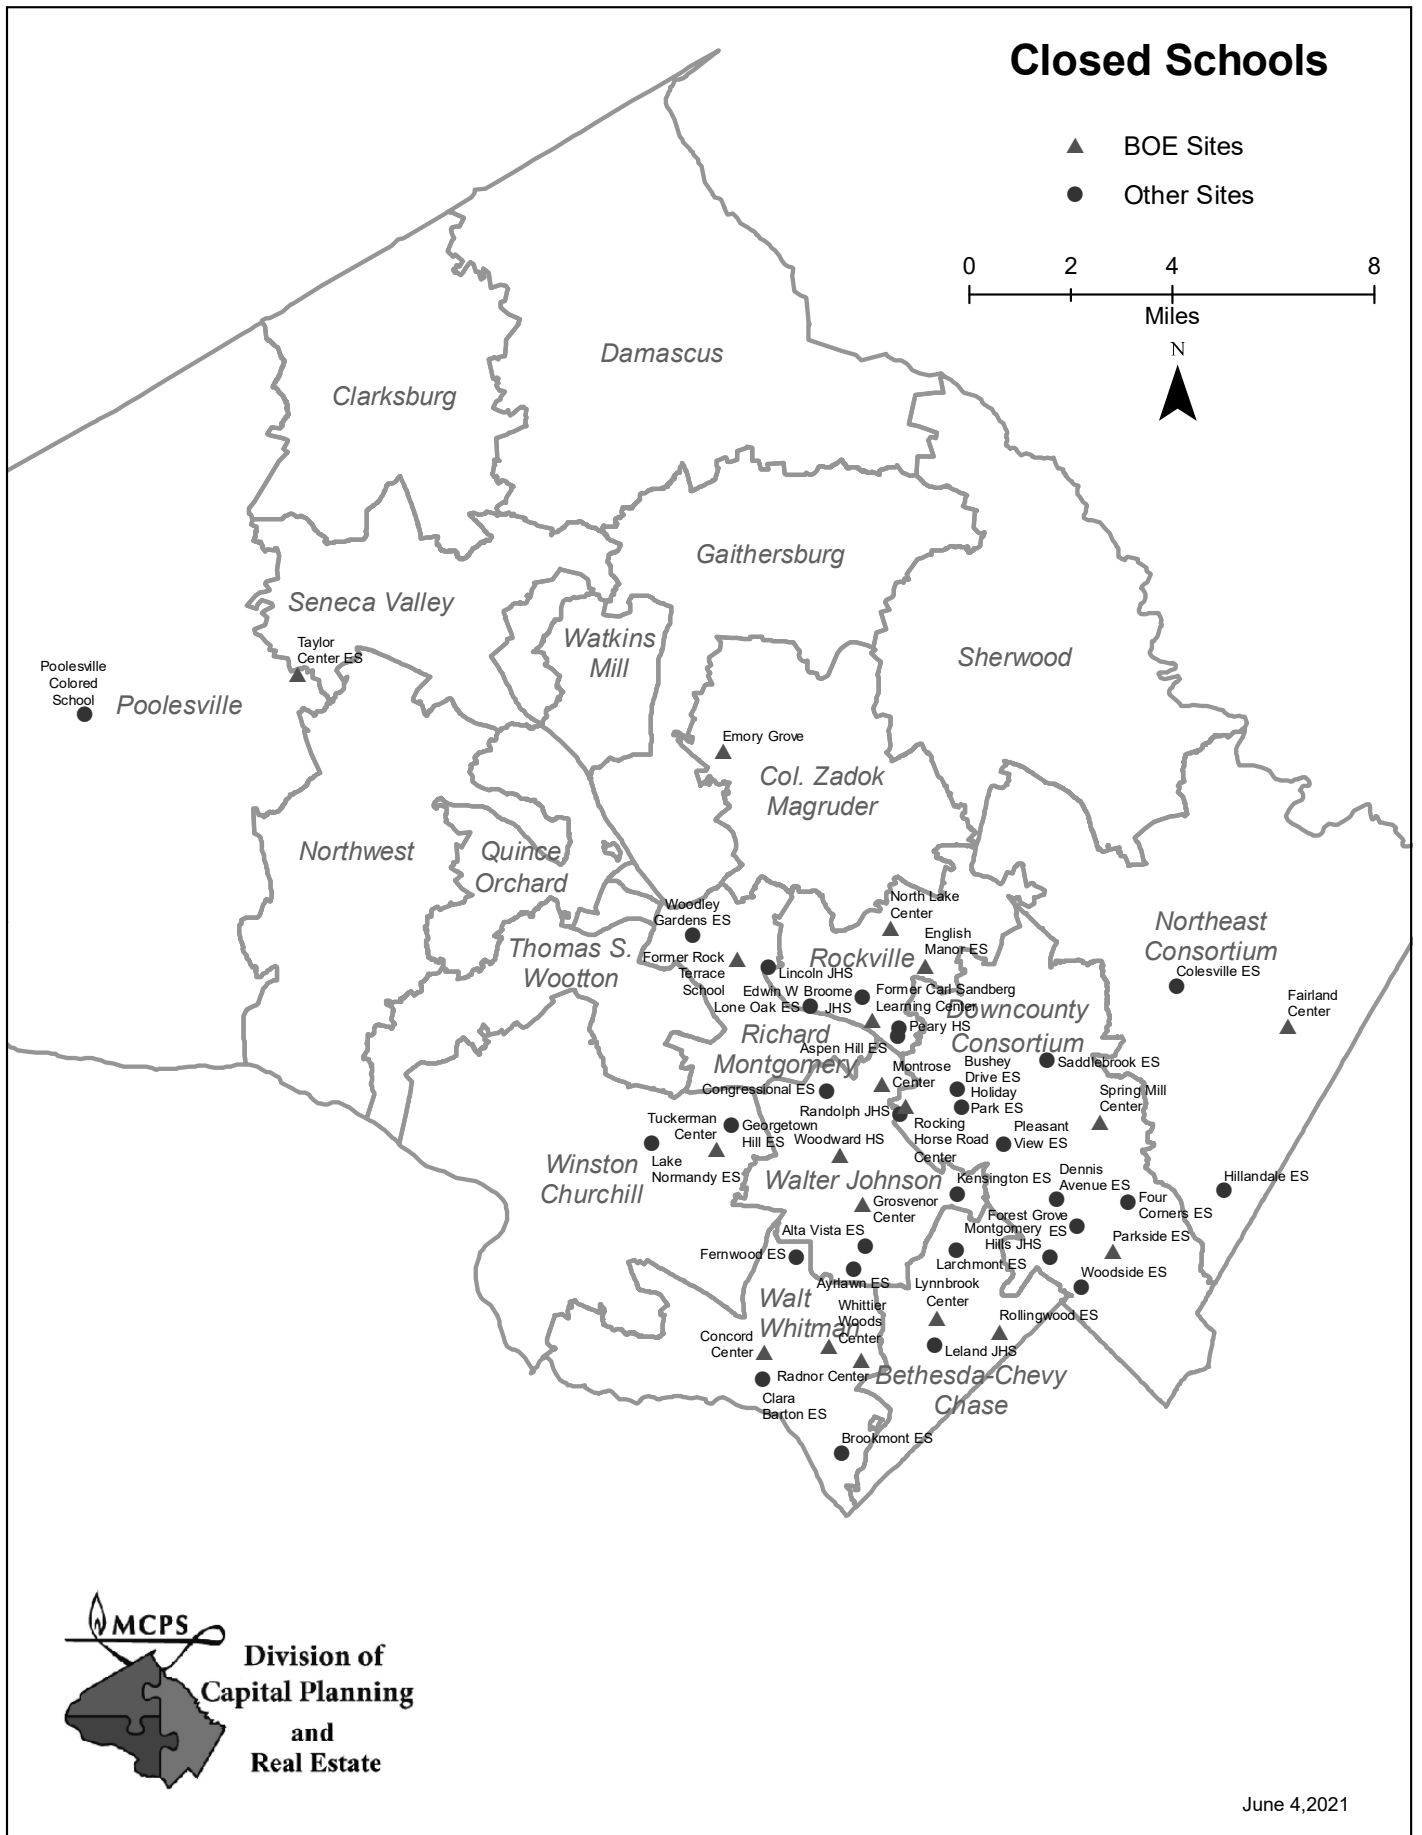 Closed Schools
BOE Sites
Other Sites
0 2 4 8
Miles
N
Damascus
Clarksburg
Gaithersburg
Seneca Valley
Watkins
Mill
Sherwood
Taylor
Center ES
Poolesville
Colored
School
Poolesville
Emory Grove
Col. Zadok
Magruder
Northwest
Quince
Orchard
North Lake
Center
Woodley
Gardens ES
English
Manor ES
Northeast
Consortium
Thomas S.
Wootton
Former Rock
Terrace
School
Rockville
Lincoln JHS
Colesville ES
Edwin W Broome
JHS
Former Carl Sandberg
Learning Center
Fairland
Center
Lone Oak ES
Downcounty
Consortium
Peary HS
Richard
Montgomery
Aspen Hill ES
Montrose
Center
Bushey
Drive ES
Saddlebrook ES
Congressional ES
Holiday
Park ES
Spring Mill
Center
Randolph JHS
Tuckerman
Center
Georgetown
Hill ES
Rocking
Horse Road
Center
Pleasant
View ES
Woodward HS
Lake
Normandy ES
Winston
Churchill
Walter Johnson
Kensington ES
Dennis
Avenue ES
Hillandale ES
Grosvenor
Center
Four
Corners ES
Forest Grove
ES
Alta Vista ES
Montgomery
Hills JHS
Parkside ES
Fernwood ES
Larchmont ES
Ayrlawn ES
Woodside ES
Lynnbrook
Center
Walt
Whitman
Whittier
Woods
Center
Rollingwood ES
Concord
Center
Leland JHS
Radnor Center
Bethesda-Chevy
Chase
Clara
Barton ES
Brookmont ES
MCPS
Division of
Capital Planning
and
Real Estate
June 4,2021